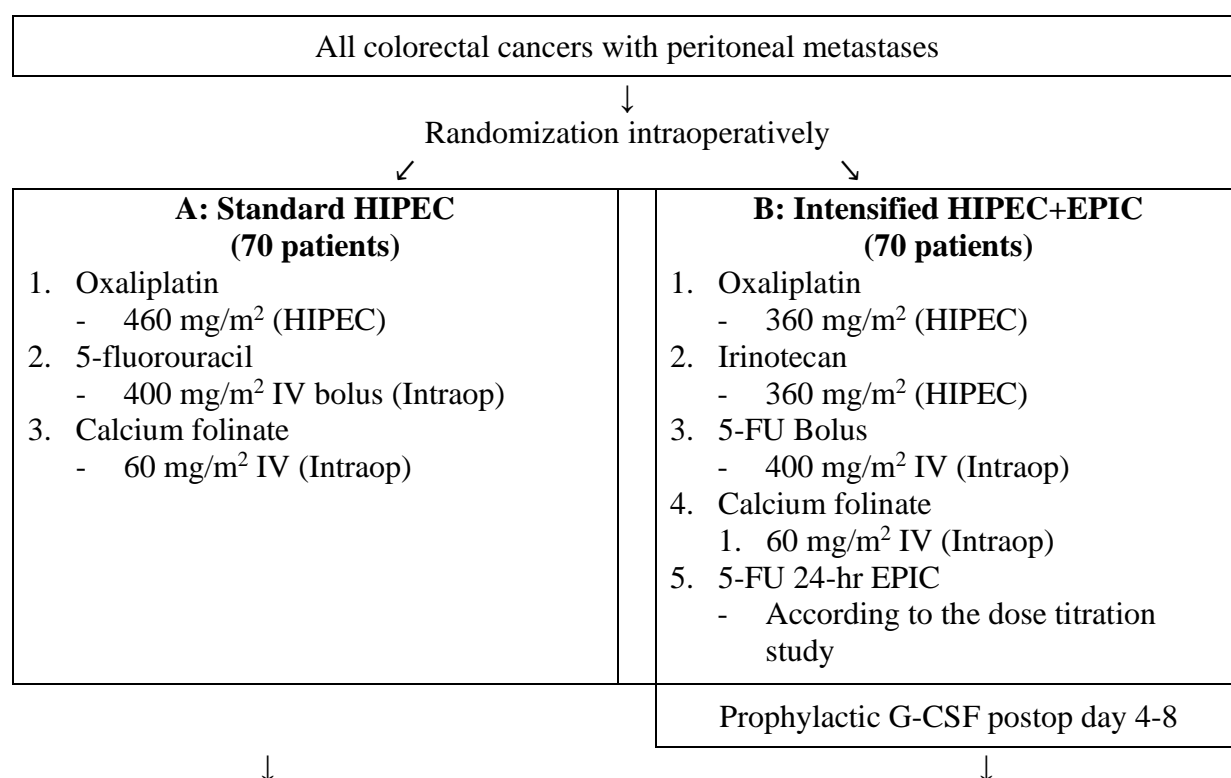 All colorectal cancers with peritoneal metastases
↓
Randomization intraoperatively
↙ ↘
A: Standard HIPEC
(70 patients)
1. Oxaliplatin
- 460 mg/m² (HIPEC)
2. 5-fluorouracil
- 400 mg/m² IV bolus (Intraop)
3. Calcium folinate
- 60 mg/m² IV (Intraop)
B: Intensified HIPEC+EPIC
(70 patients)
1. Oxaliplatin
- 360 mg/m² (HIPEC)
2. Irinotecan
- 360 mg/m² (HIPEC)
3. 5-FU Bolus
- 400 mg/m² IV (Intraop)
4. Calcium folinate
1. 60 mg/m² IV (Intraop)
5. 5-FU 24-hr EPIC
- According to the dose titration
study
Prophylactic G-CSF postop day 4-8
↓ ↓